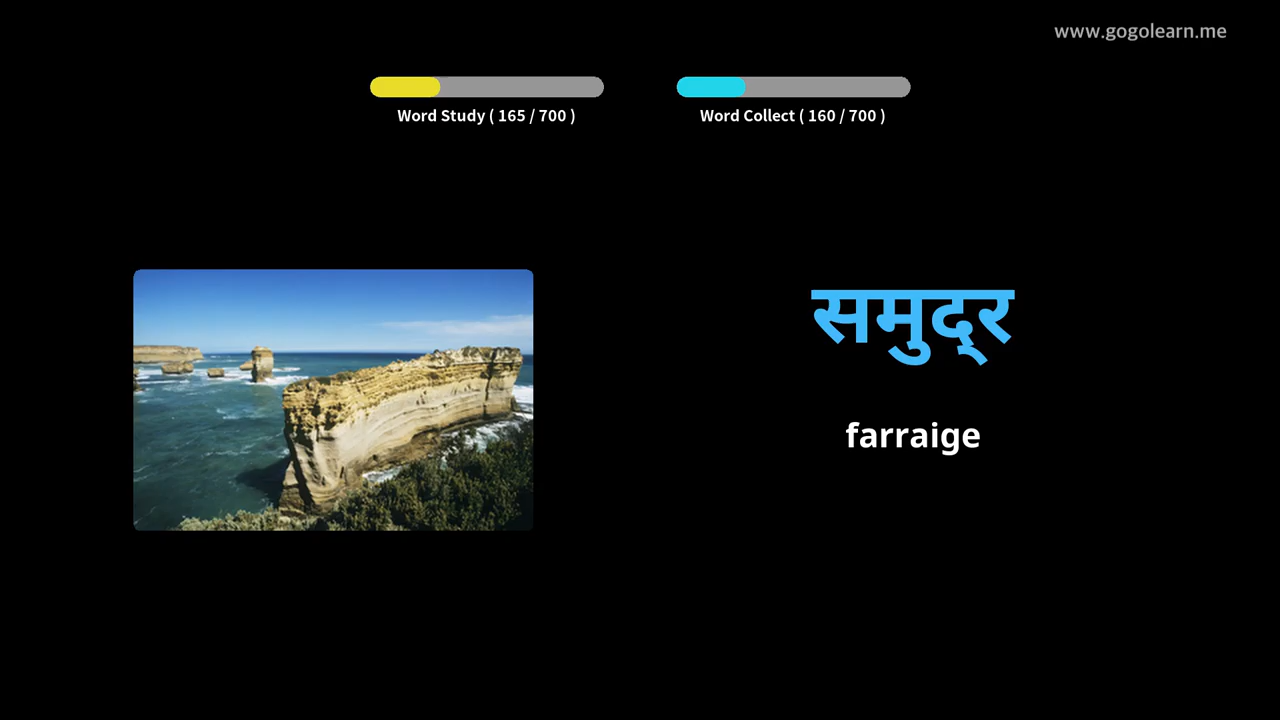 www.gogolearn.me
Word Study ( 165 / 700 )
Word Collect ( 160 / 700 )
समुद्र
farraige